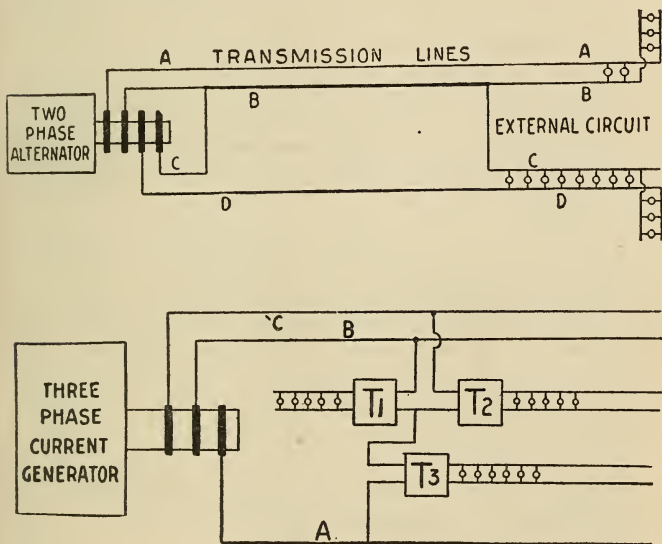 A TRANSMISSION LINES A
TWO
PHASE
ALTERNATOR
B
B
EXTERNAL CIRCUIT
C
C
D
D
C
B
THREE
PHASE
CURRENT
GENERATOR
T1
T2
T3
A